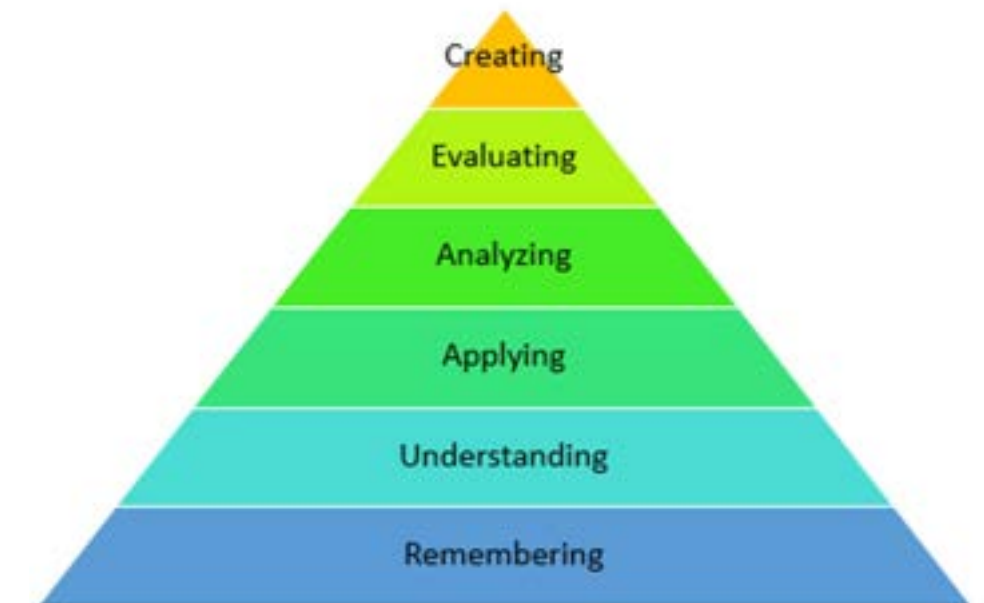 Creating
Evaluating
Analyzing
Applying
Understanding
Remembering